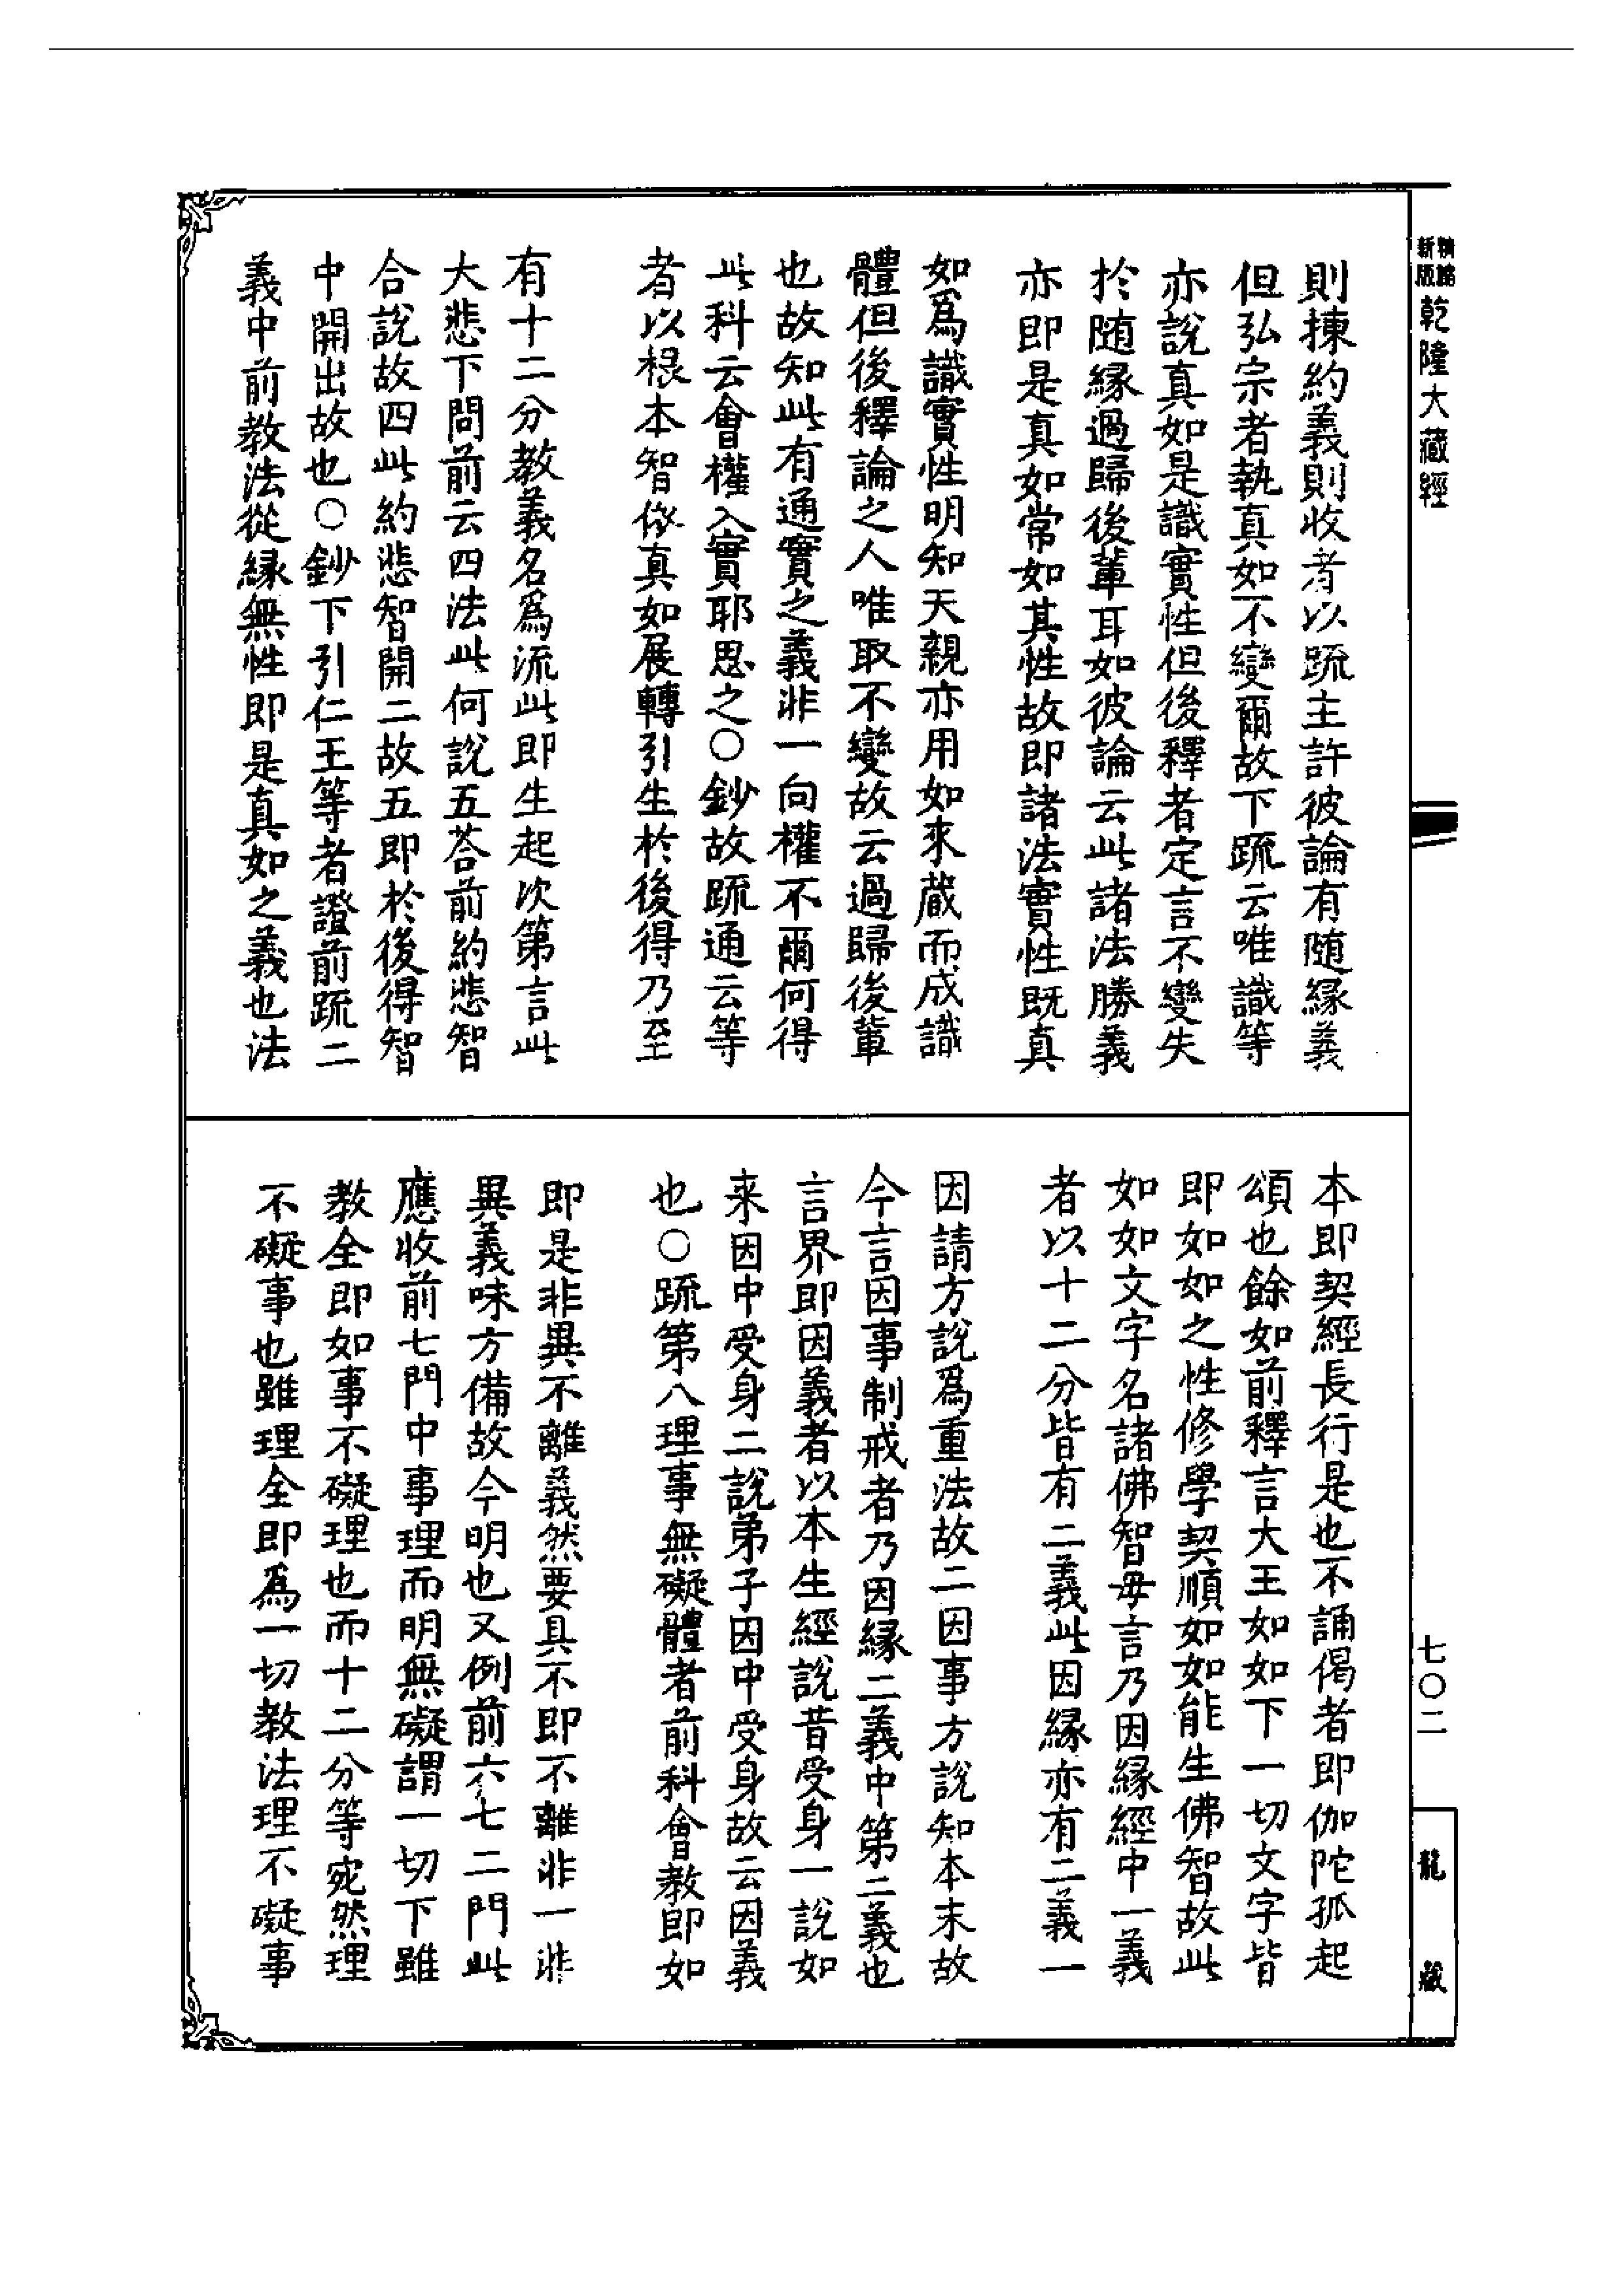 新版 精縮 乾隆大藏經
則揀約義則收者以䟽主許彼論有随緣義
但弘宗者執真如不變爾故下䟽云唯識等
亦說真如是識實性但後釋者定言不變失
於随緣過歸後輩耳如彼論云此諸法勝義
亦即是真如常如其性故即諸法實性既真
如爲識實性明知天親亦用如來藏而成識
體但後釋論之人唯取不變故云過歸後輩
也故知此有通實之義非一向權不爾何得
此科云會權入實耶思之○鈔故䟽通云等
者以根本智俢真如展轉引生於後得乃至
有十二分教義名爲流此即生起次第言此
大悲下問前云四法此何說五荅前約悲智
合說故四此約悲智開二故五即於後得智
中開出故也○鈔下引仁王等者證前䟽二
義中前教法從緣無性即是真如之義也法
本即契經長行是也不誦偈者即伽陀孤起
頌也餘如前釋言大王如如下一切文字皆
即如如之性修學契順如如能生佛智故此
如如文字名諸佛智毋言乃因緣經中一義
者以十二分皆有二義此因緣亦有二義一
因請方說爲重法故二因事方說知本末故
今言因事制戒者乃因緣二義中第二義也
言界即因義者以本生經說昔受身一說如
来因中受身二說弟子因中受身故云因義
也○䟽第八理事無礙體者前科會教即如
即是非異不離義然要具不即不離非一非
異義味方備故今明也又例前六七二門此
應收前七門中事理而明無礙謂一切下雖
教全即如事不礙理也而十二分等宛然理
不礙事也雖理全即爲一切教法理不礙事
七〇二
龍藏